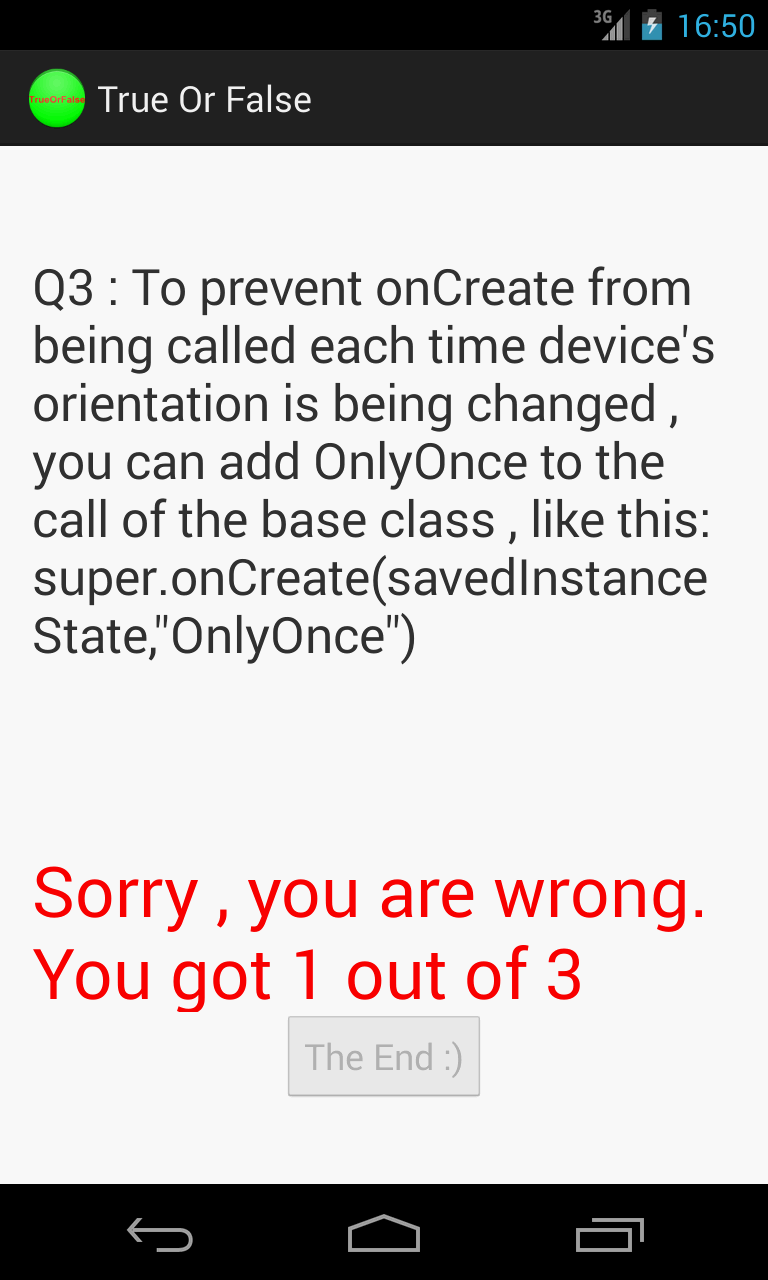 3G 16:50
TrueOrFalse True Or False
Q3 : To prevent onCreate from
being called each time device's
orientation is being changed ,
you can add OnlyOnce to the
call of the base class , like this:
super.onCreate(savedInstance
State,"OnlyOnce")
Sorry , you are wrong.
You got 1 out of 3
The End :)